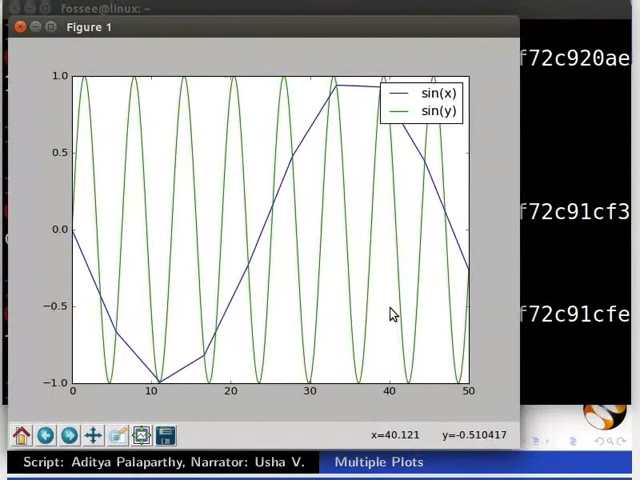 fossee@linux: ~
Figure 1
f72c920ae
f72c91cf3
f72c91cfe
1.0
0.5
0.0
−0.5
−1.0
sin(x)
sin(y)
0 10 20 30 40 50
x=40.121 y=-0.510417
Script: Aditya Palaparthy, Narrator: Usha V. Multiple Plots